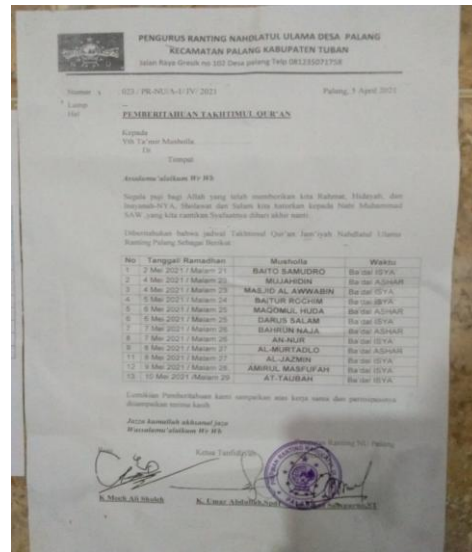 PENGURUS RANTING NAHDLATUL ULAMA DESA PALANG
KECAMATAN PALANG KABUPATEN TUBAN
Jalan Raya Gresik no 102 Desa palang Telp 081235071758
Nomor : 023 / PR-NU/A-1/ IV/ 2021 Palang, 5 April 2021
Lamp
Hal PEMBERITAHUAN TAKHTIMUL QUR'AN
Kepada
Yth Ta'mir Musholla
Di
Tempat
Assalamu'alaikum Wr Wb
Segala puji bagi Allah yang telah memberikan kita Rahmat, Hidayah, dan
Inayah-NYA, Sholawat dan Salam kita haturkan kepada Nabi Muhammad
SAW, yang kita nantikan Syafaatnya dihari akhir nanti.
Diberitahukan bahwa jadwal Takhtimul Qur'an Jam'iyah Nahdlatul Ulama
Ranting Palang Sebagai Berikut
No Tanggal/ Ramadhan Musholla Waktu
1 2 Mei 2021 / Malam 21 BAITO SAMUDRO Ba'dal ISYA
2 4 Mei 2021 / Malam MUJAHIDIN Ba'dal ASHAR
3 4 Mei 2021 / Malam 23 MASJID AL AWWABIN Ba'dal ISYA
4 5 Mei 2021 / Malam 24 BAITUR ROCHIM Ba'dal ISYA
5 6 Mei 2021 / Malam 25 MAQOMUL HUDA Ba'dal ASHAR
6 6 Mei 2021 / Malam 25 DARUS SALAM Ba'dal ISYA
7 7 Mei 2021 / Malam 26 BAHRUN NAJA Ba'dal ASHAR
8 7 Mei 2021 / Malam 26 AN-NUR Ba'dal ISYA
9 8 Mei 2021 / Malam 27 AL-MURTADLO Ba'dal ASHAR
11 8 Mei 2021 / Malam 27 AL-JAZMIN Ba'dal ISYA
12 9 Mei 2021 / Malam 28 AMIRUL MASFUFAH Ba'dal ISYA
13 10 Mei 2021 /Malam 29 AT-TAUBAH Ba'dal ISYA
Demikian Pemberitahuan kami sampaikan atas kerja sama dan partisipasinya
disampaikan terima kasih
Jazza kumullah akhsanal jaza
Wassalamu'alaikum Wr Wb
Ranting NU Palang
Ketua Tanfidziyah
K Moch Ali Sholeh K. Umar Abdullah